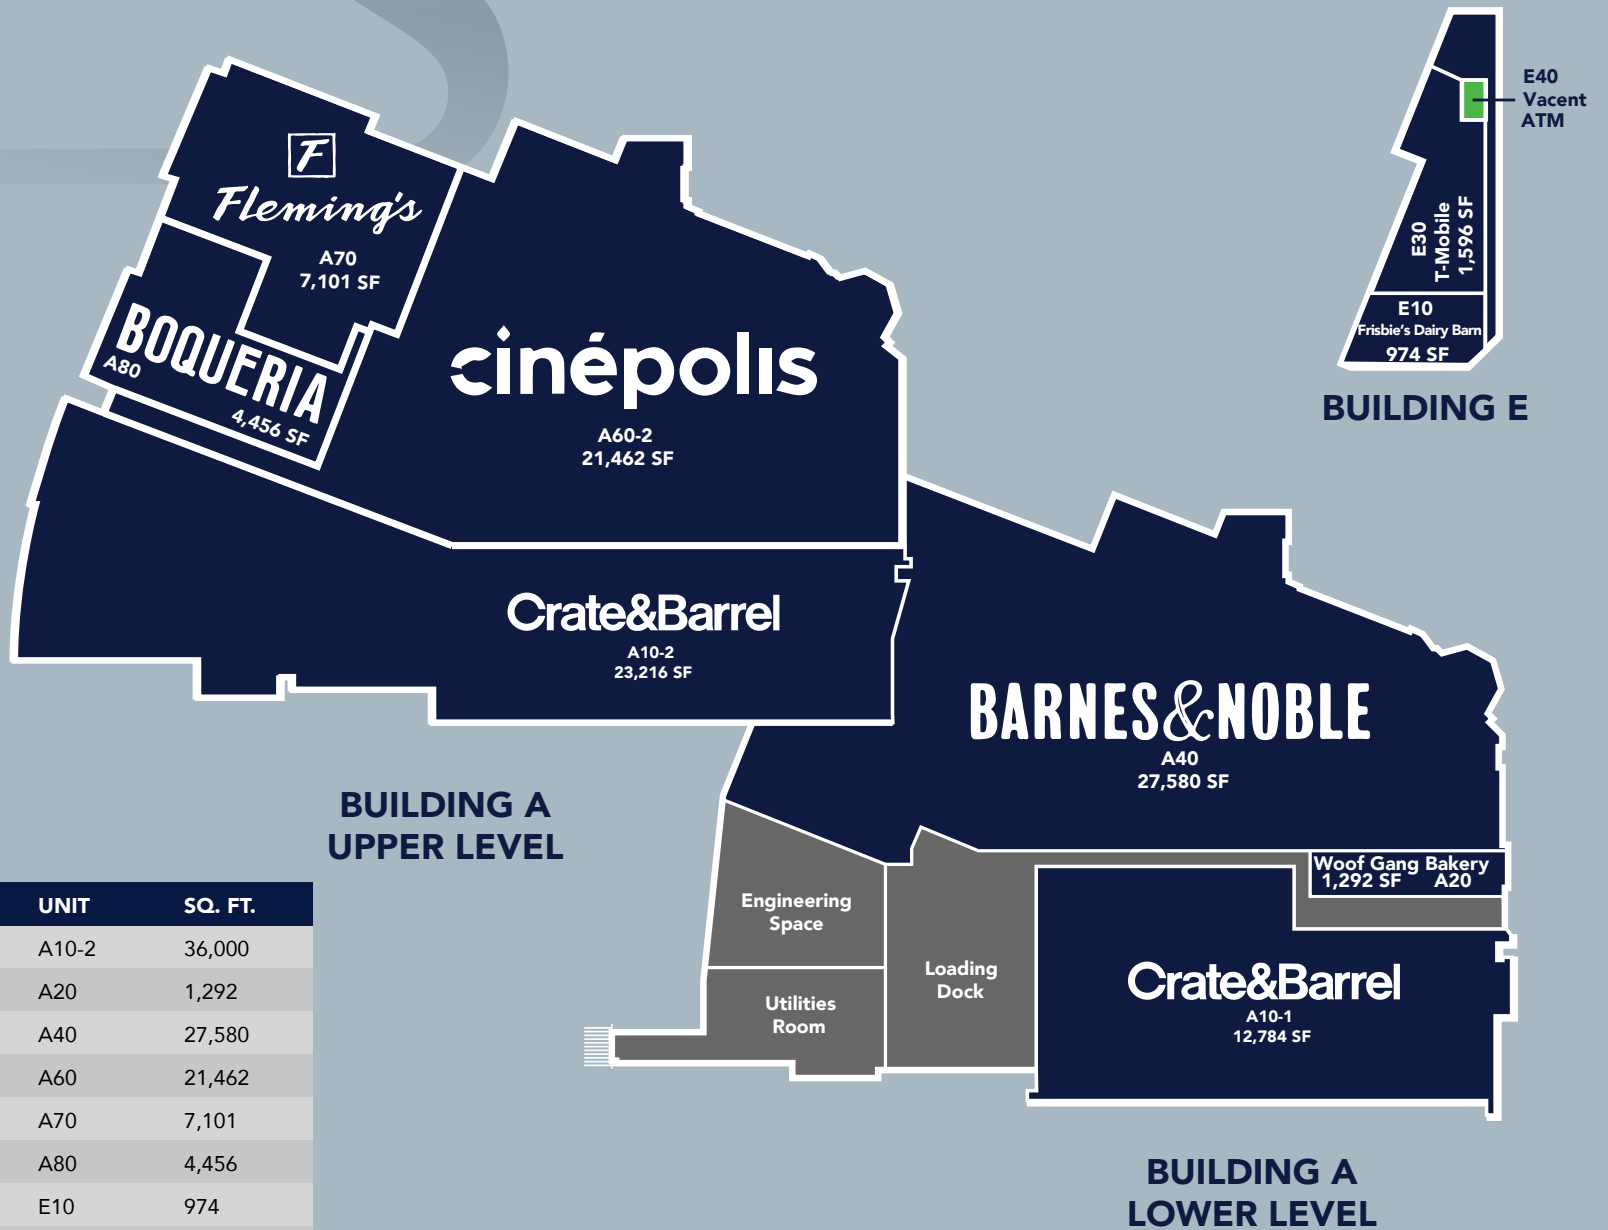 E40
Vacent
ATM
E30
T-Mobile
1,596 SF
E10
Frisbie's Dairy Barn
974 SF
BUILDING E
F
Fleming's
A70
7,101 SF
BOQUERIA
A80
4,456 SF
cinépolis
A60-2
21,462 SF
Crate&Barrel
A10-2
23,216 SF
BUILDING A
UPPER LEVEL
BARNES&NOBLE
A40
27,580 SF
Woof Gang Bakery
1,292 SF A20
Engineering
Space
Utilities
Room
Loading
Dock
Crate&Barrel
A10-1
12,784 SF
BUILDING A
LOWER LEVEL
UNIT SQ. FT.
A10-2 36,000
A20 1,292
A40 27,580
A60 21,462
A70 7,101
A80 4,456
E10 974